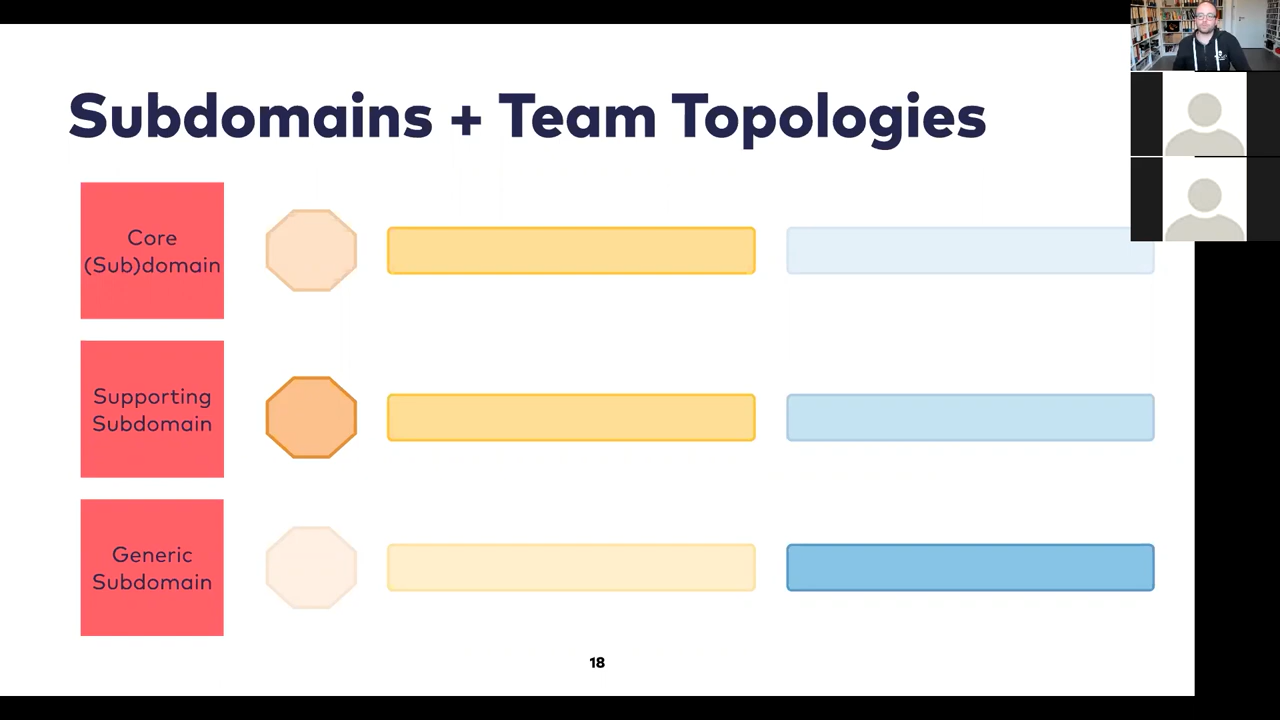 Subdomains + Team Topologies
Core
(Sub)domain
Supporting
Subdomain
Generic
Subdomain
18